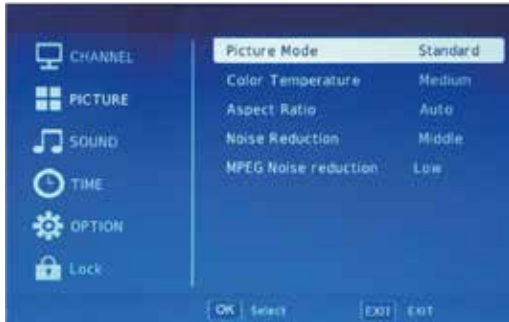 CHANNEL
PICTURE
SOUND
TIME
OPTION
Lock
Picture Mode Standard
Color Temperature Medium
Aspect Ratio Auto
Noise Reduction Middle
MPEG Noise reduction Low
OK Select EXIT EXIT